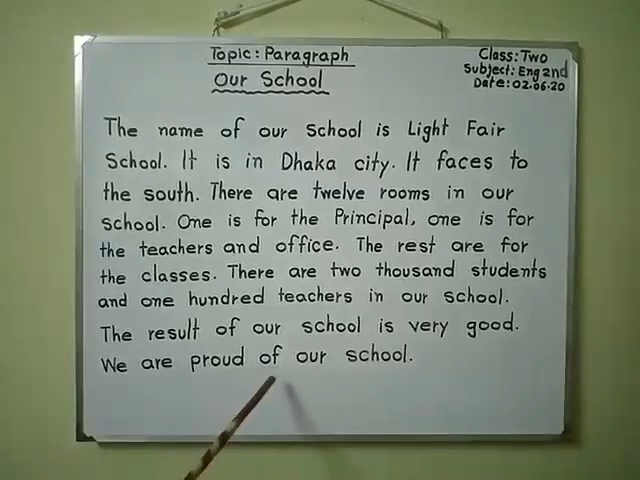 Topic: Paragraph
Our School
Class: Two
Subject: Eng 2nd
Date: 02.06.20
The name of our school is Light Fair
School. It is in Dhaka city. It faces to
the south. There are twelve rooms in our
school. One is for the Principal, one is for
the teachers and office. The rest are for
the classes. There are two thousand students
and one hundred teachers in our school.
The result of our school is very good.
We are proud of our school.